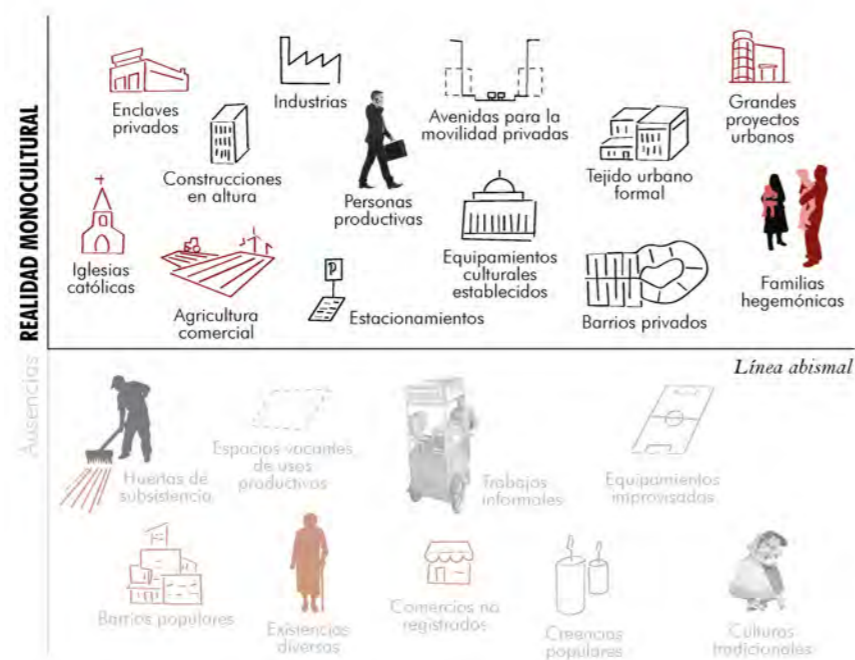 REALIDAD MONOCULTURAL
Enclaves
privados
Industrias
Avenidas para la
movilidad privadas
Grandes
proyectos
urbanos
Construcciones
en altura
Personas
productivas
Tejido urbano
formal
Iglesias
católicas
Agricultura
comercial
P
Estacionamientos
Equipamientos
culturales
establecidos
Barrios privados
Familias
hegemónicas
Línea abismal
Ausencias
Huertas de
subsistencia
Espacios vacantes
de usos
productivos
Trabajos
informales
Equipamientos
improvisados
Barrios populares
Existencias
diversas
Comercios no
registrados
Creencias
populares
Culturas
tradicionales